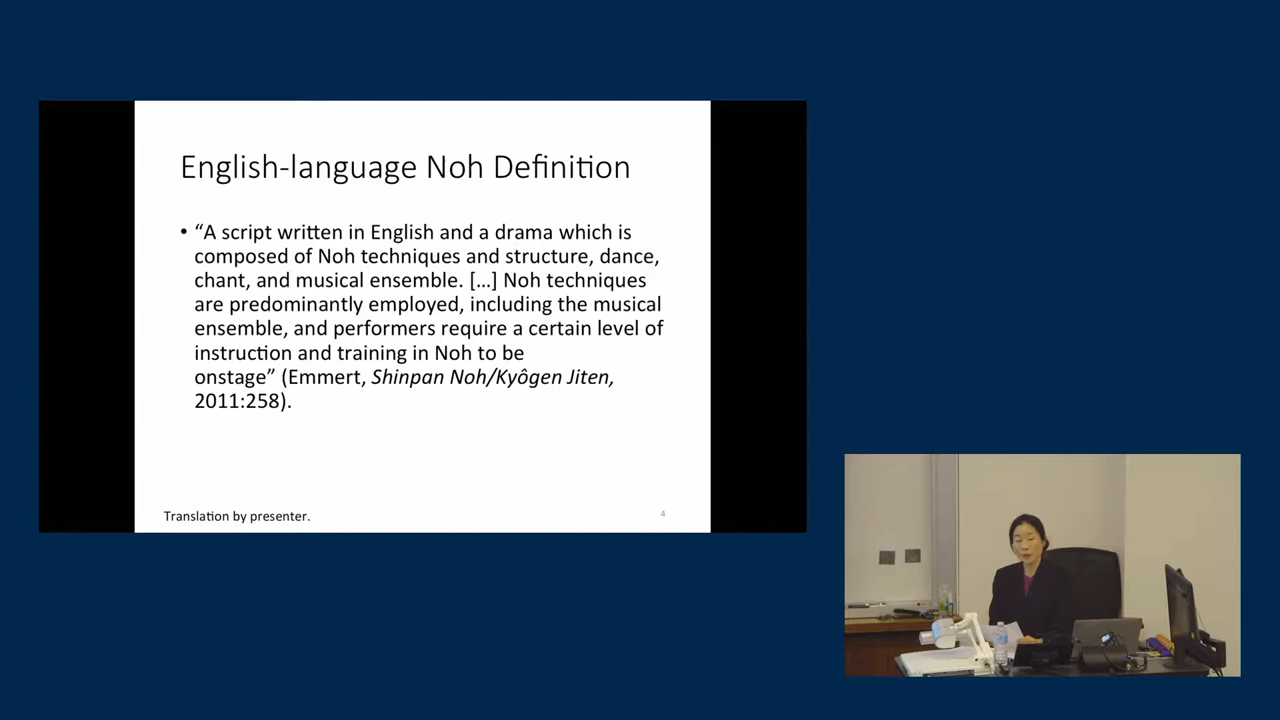 English-language Noh Definition
• “A script written in English and a drama which is
composed of Noh techniques and structure, dance,
chant, and musical ensemble. […] Noh techniques
are predominantly employed, including the musical
ensemble, and performers require a certain level of
instruction and training in Noh to be
onstage” (Emmert, Shinpan Noh/Kyôgen Jiten,
2011:258).
Translation by presenter.
4